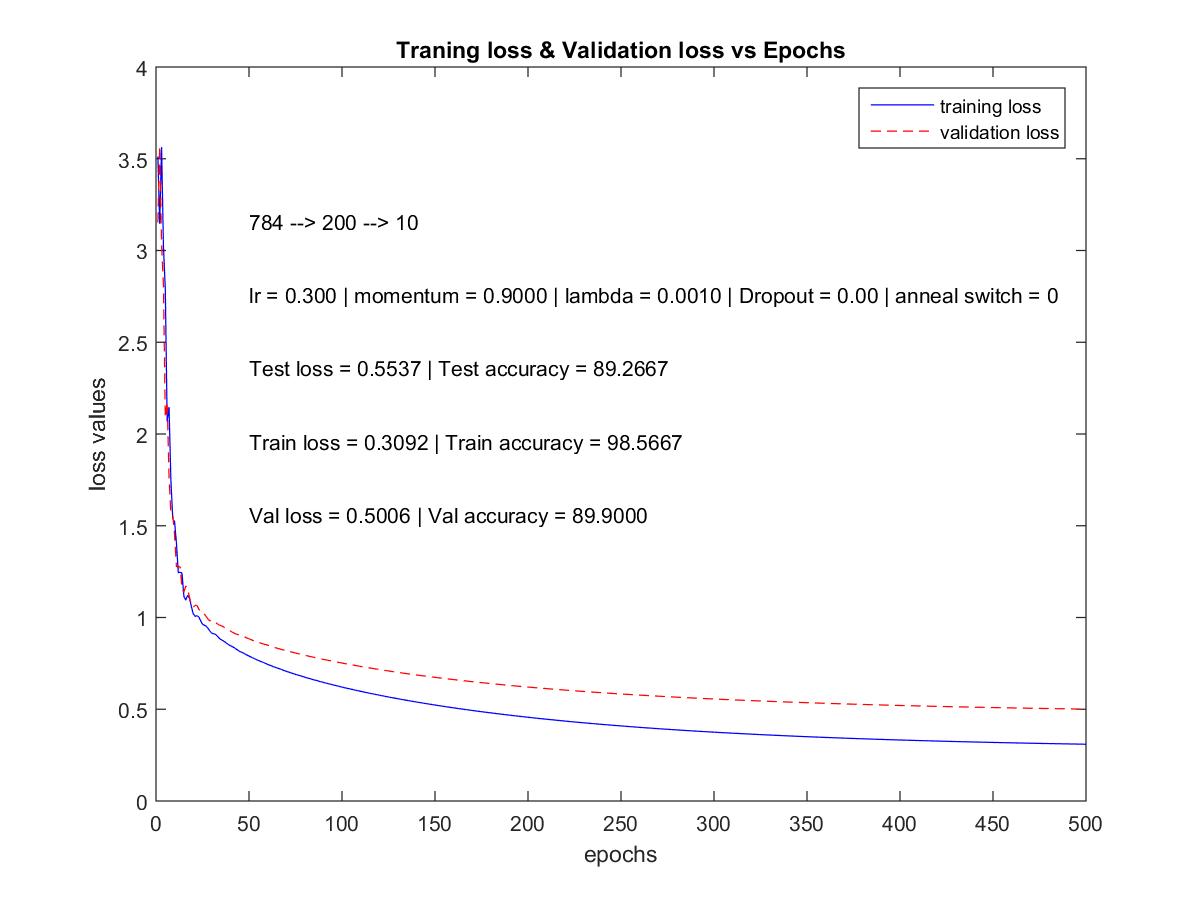 Traning loss & Validation loss vs Epochs
training loss
validation loss
784 --> 200 --> 10
lr = 0.300 | momentum = 0.9000 | lambda = 0.0010 | Dropout = 0.00 | anneal switch = 0
Test loss = 0.5537 | Test accuracy = 89.2667
Train loss = 0.3092 | Train accuracy = 98.5667
Val loss = 0.5006 | Val accuracy = 89.9000
loss values
4
3.5
3
2.5
2
1.5
1
0.5
0
0 50 100 150 200 250 300 350 400 450 500
epochs